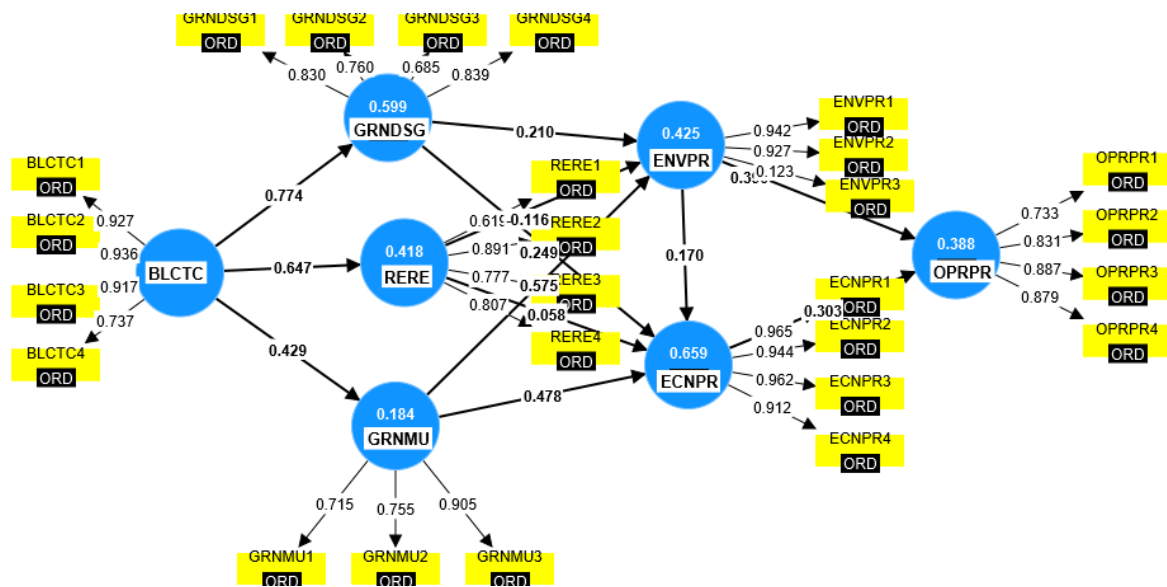 GRNDSG1 GRNDSG2 GRNDSG3 GRNDSG4
ORD ORD ORD ORD
0.830 0.760 0.685 0.839
0.599
GRNDSG
0.210
0.425
ENVPR
0.942
0.927
0.123
ENVPR1
ORD
ENVPR2
ORD
ENVPR3
ORD
BLCTC1
ORD
BLCTC2
ORD
BLCTC3
ORD
BLCTC4
ORD
0.927
0.936
0.917
0.737
BLCTC
0.774
0.647
0.429
0.418
RERE
0.619
0.891
0.777
0.807
RERE1
ORD
RERE2
ORD
RERE3
ORD
RERE4
ORD
0.116
0.249
0.575
0.058
0.170
0.478
0.303
0.184
GRNMU
0.715 0.755 0.905
GRNMU1 GRNMU2 GRNMU3
ORD ORD ORD
0.659
ECNPR
0.965
0.944
0.962
0.912
ECNPR1
ORD
ECNPR2
ORD
ECNPR3
ORD
ECNPR4
ORD
0.388
OPRPR
0.733
0.831
0.887
0.879
OPRPR1
ORD
OPRPR2
ORD
OPRPR3
ORD
OPRPR4
ORD